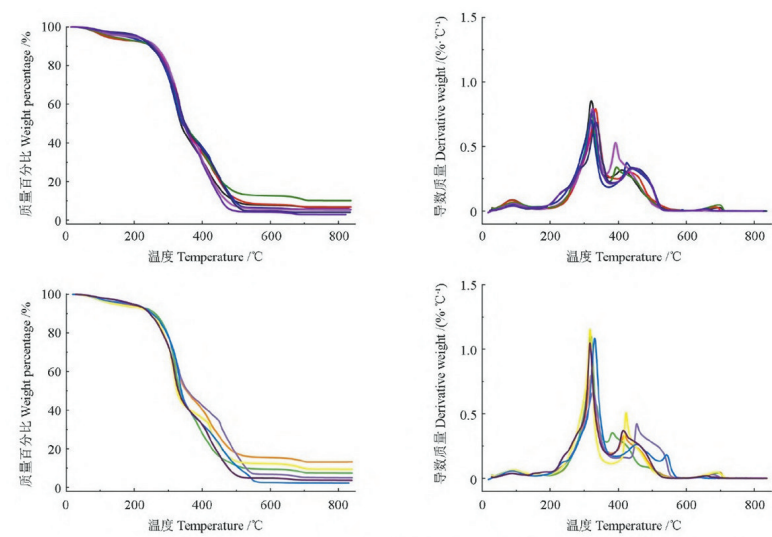 100
80
60
40
20
0
0 200 400 600 800
质量百分比 Weight percentage /%
温度 Temperature /℃
1.5
1.0
0.5
0
0 200 400 600 800
导数质量 Derivative weight /(%·℃⁻¹)
温度 Temperature /℃
100
80
60
40
20
0
0 200 400 600 800
质量百分比 Weight percentage /%
温度 Temperature /℃
1.5
1.0
0.5
0
0 200 400 600 800
导数质量 Derivative weight /(%·℃⁻¹)
温度 Temperature /℃